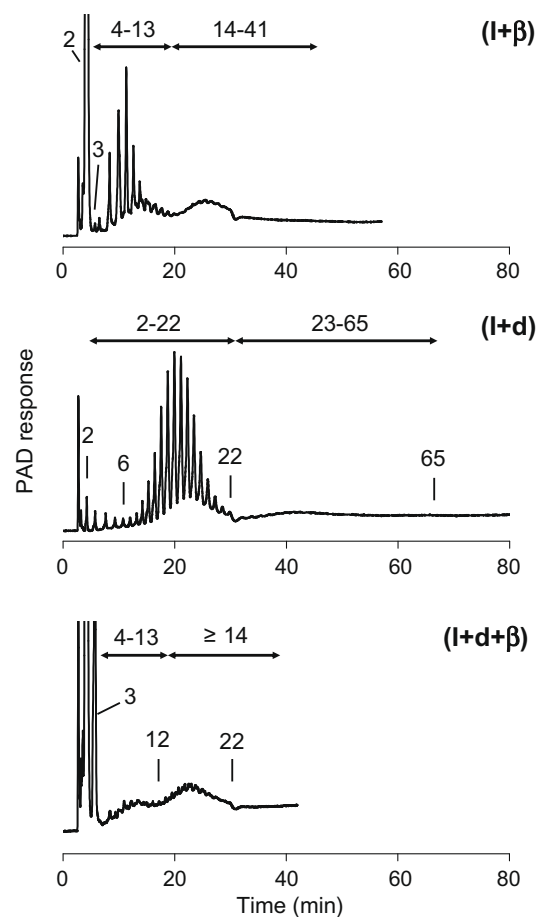 4-13 14-41 (I+β)
2
3
0 20 40 60 80
2-22 23-65 (I+d)
2 6 22 65
0 20 40 60 80
PAD response
4-13 ≥ 14 (I+d+β)
3
12 22
0 20 40 60 80
Time (min)